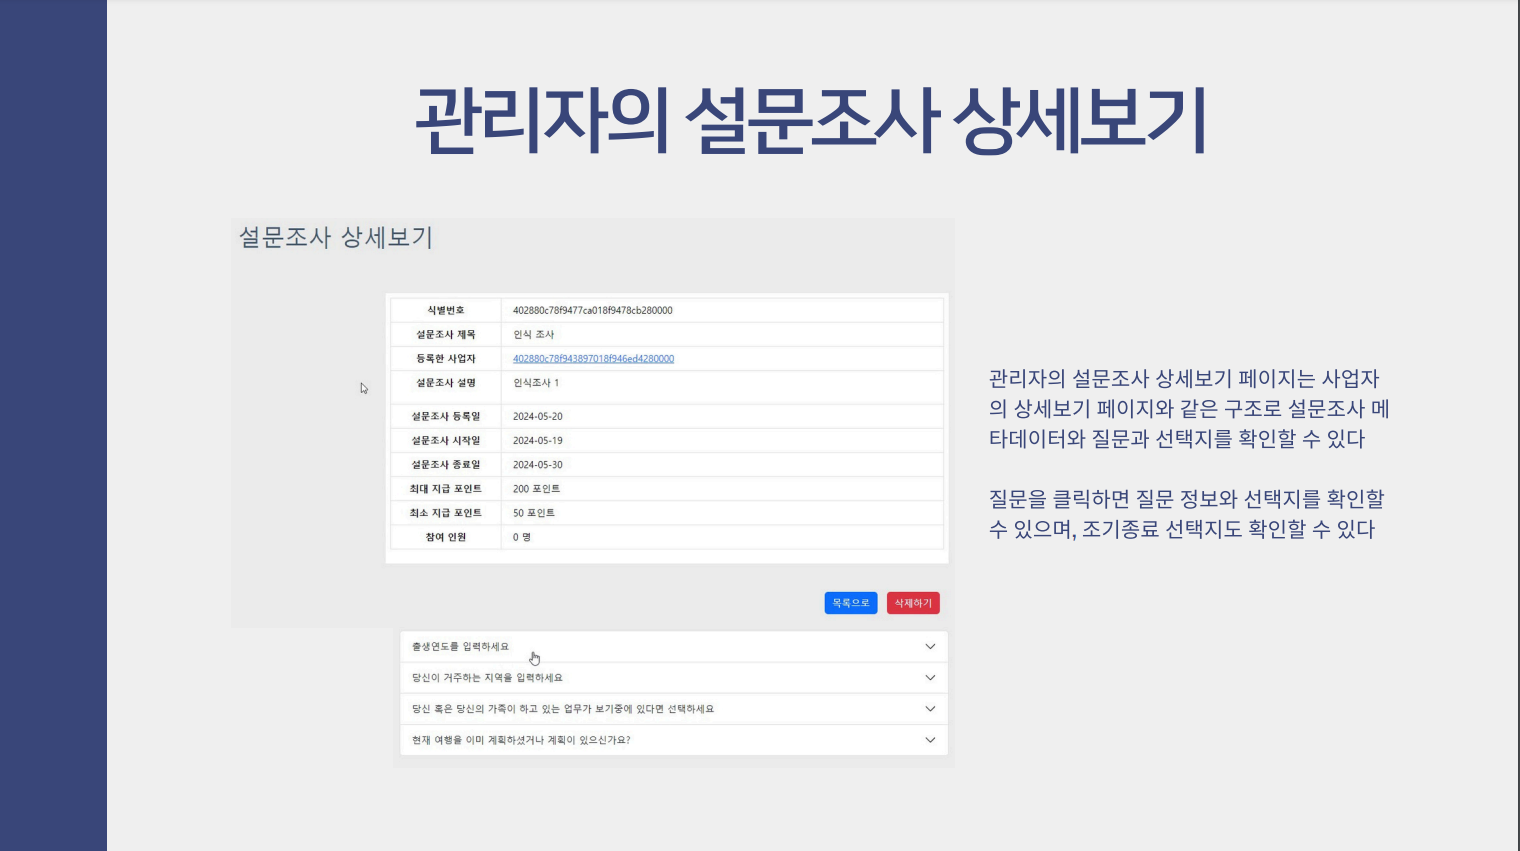 관리자의 설문조사 상세보기
설문조사 상세보기
식별번호 402880c78f9477ca018f9478cb280000
설문조사 제목 인식 조사
등록한 사업자 402880c78f943897018f946ed4280000
설문조사 설명 인식조사 1
설문조사 등록일 2024-05-20
설문조사 시작일 2024-05-19
설문조사 종료일 2024-05-30
최대 지급 포인트 200 포인트
최소 지급 포인트 50 포인트
참여 인원 0 명
목록으로 삭제하기
출생연도를 입력하세요
당신이 거주하는 지역을 입력하세요
당신 혹은 당신의 가족이 하고 있는 업무가 보기중에 있다면 선택하세요
현재 여행을 이미 계획하셨거나 계획이 있으신가요?
관리자의 설문조사 상세보기 페이지는 사업자
의 상세보기 페이지와 같은 구조로 설문조사 메
타데이터와 질문과 선택지를 확인할 수 있다
질문을 클릭하면 질문 정보와 선택지를 확인할
수 있으며, 조기종료 선택지도 확인할 수 있다